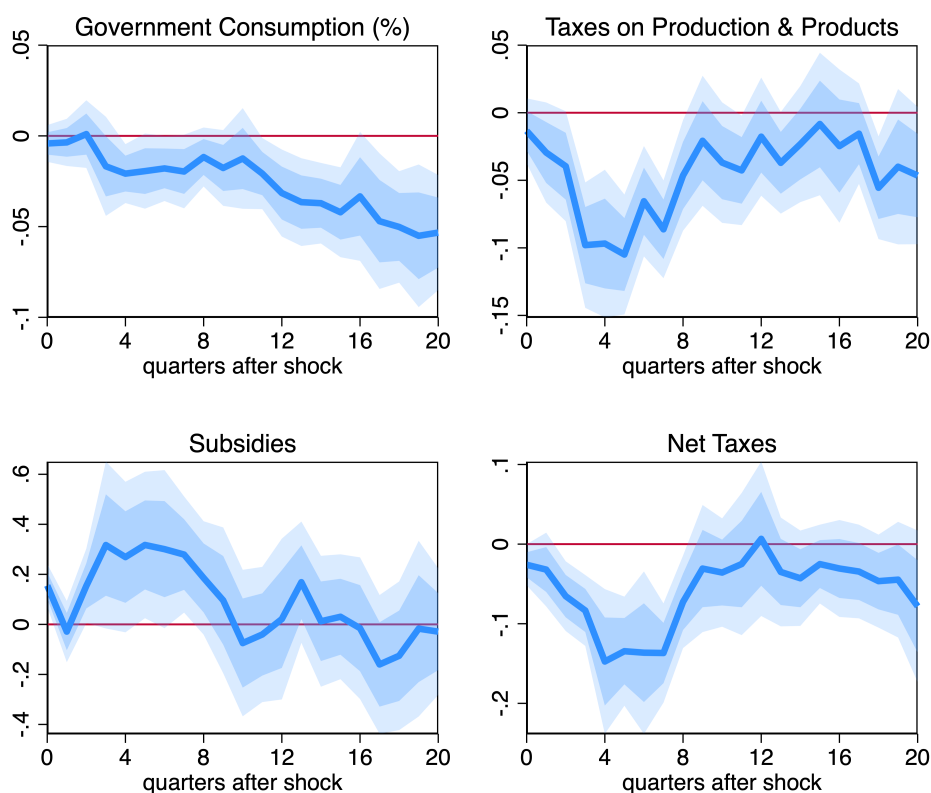 Government Consumption (%)
.05
0
-.05
-.1
0 4 8 12 16 20
quarters after shock
Taxes on Production & Products
.05
0
-.05
-.1
-.15
0 4 8 12 16 20
quarters after shock
Subsidies
.6
.4
.2
0
-.2
-.4
0 4 8 12 16 20
quarters after shock
Net Taxes
.1
0
-.1
-.2
0 4 8 12 16 20
quarters after shock